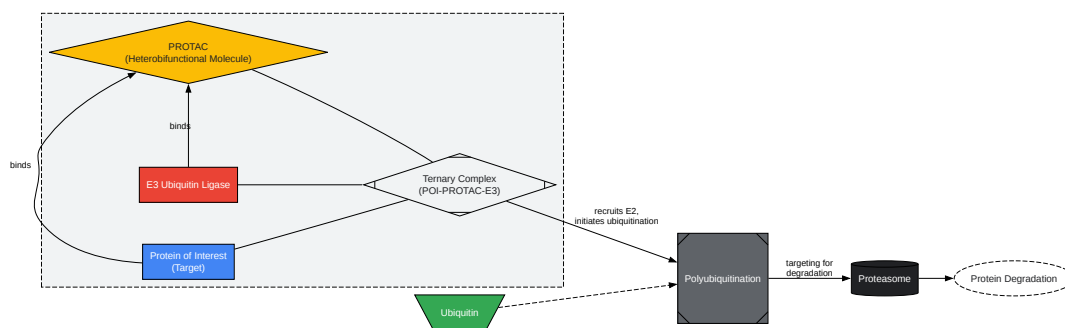 PROTAC
(Heterobifunctional Molecule)
binds
binds
E3 Ubiquitin Ligase
Ternary Complex
(POI-PROTAC-E3)
recruits E2,
initiates ubiquitination
Protein of Interest
(Target)
Polyubiquitination
targeting for
degradation
Proteasome
Protein Degradation
Ubiquitin